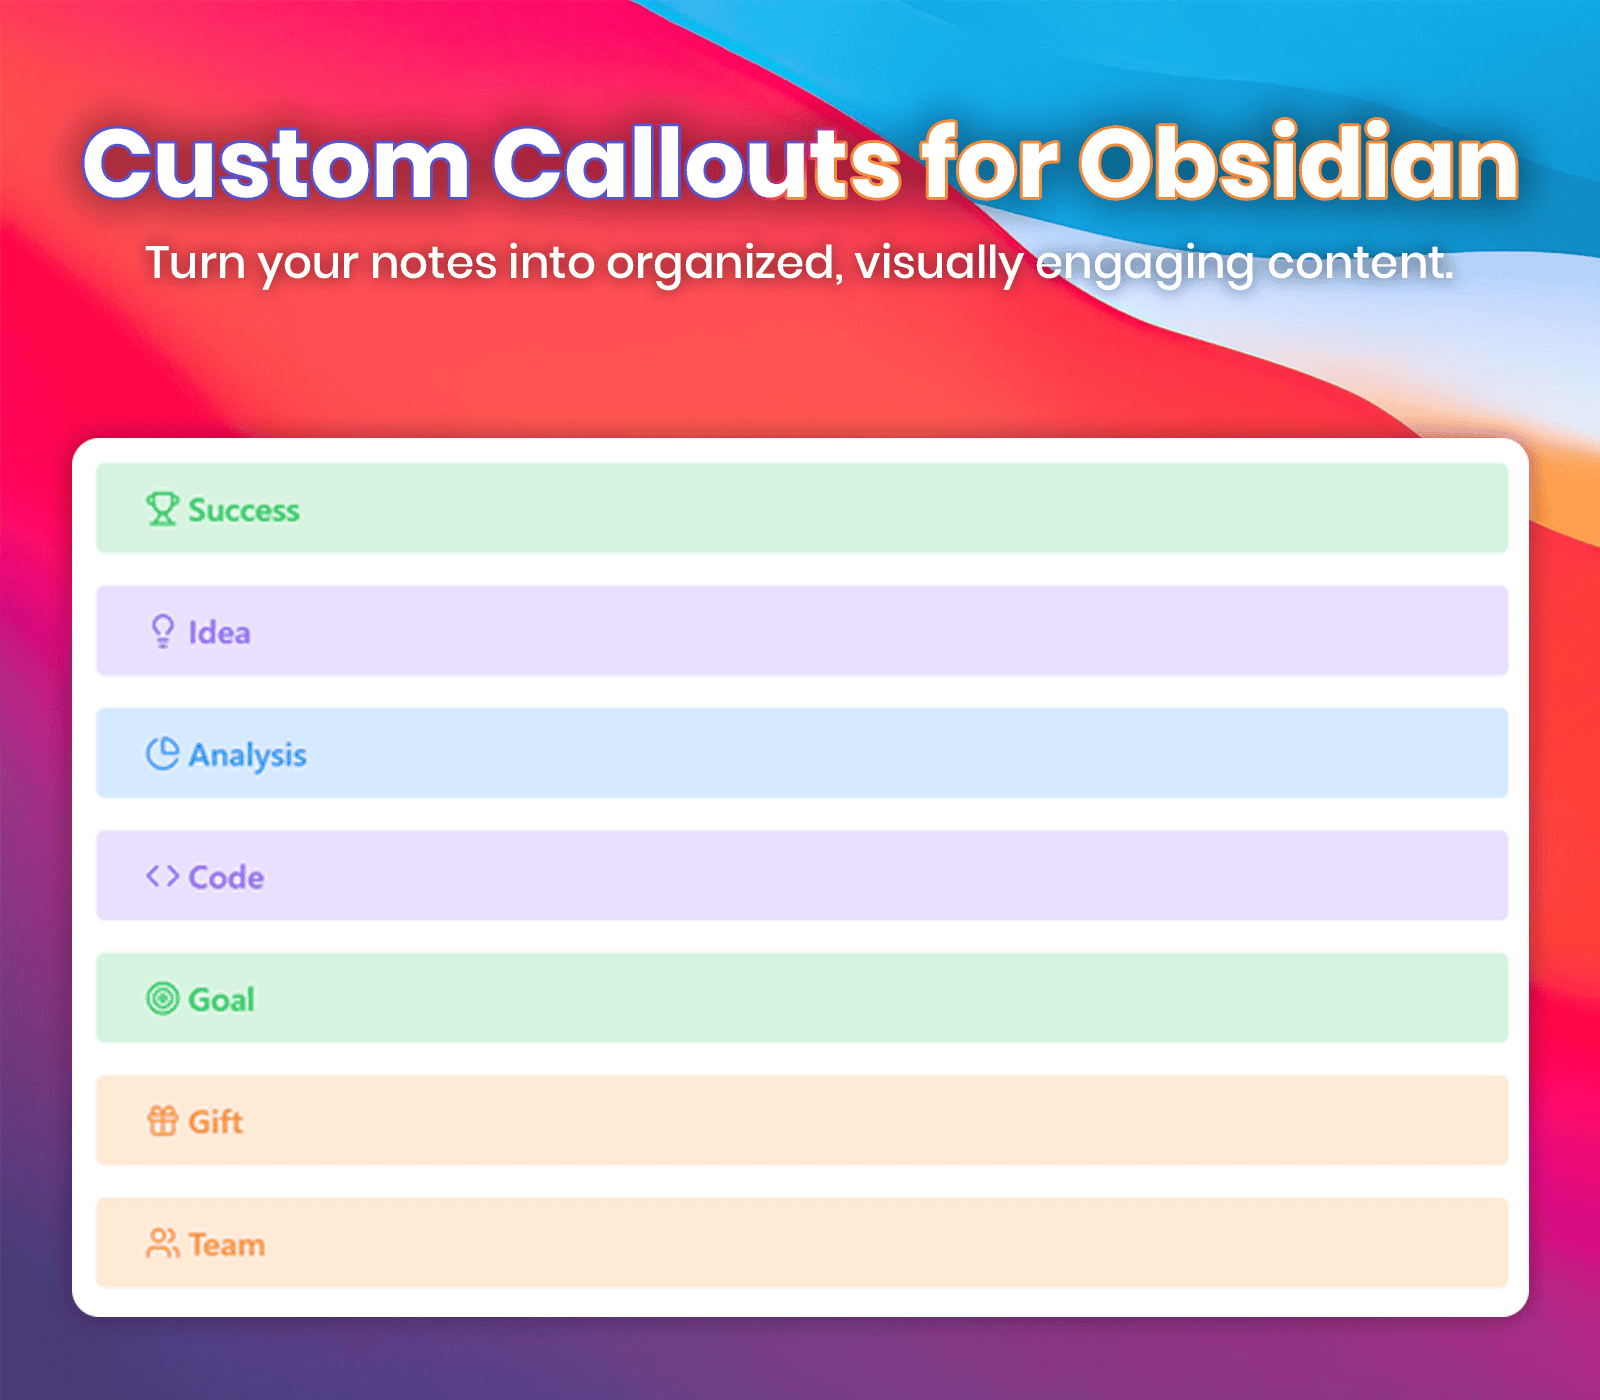 Custom Callouts for Obsidian
Turn your notes into organized, visually engaging content.
Success
Idea
Analysis
Code
Goal
Gift
Team